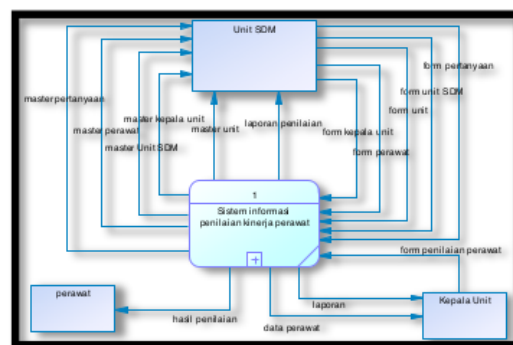 Unit SDM
form pertanyaan
masterpertanyaan
form unit SDM
master kepala unit
laporan penilaian
form unit
master perawat
master unit
form kepala unit
master Unit SDM
form perawat
1
Sistem informasi
penilaian kinerja perawat
form penilaian perawat
perawat
laporan
Kepala Unit
hasil penilaian
data perawat